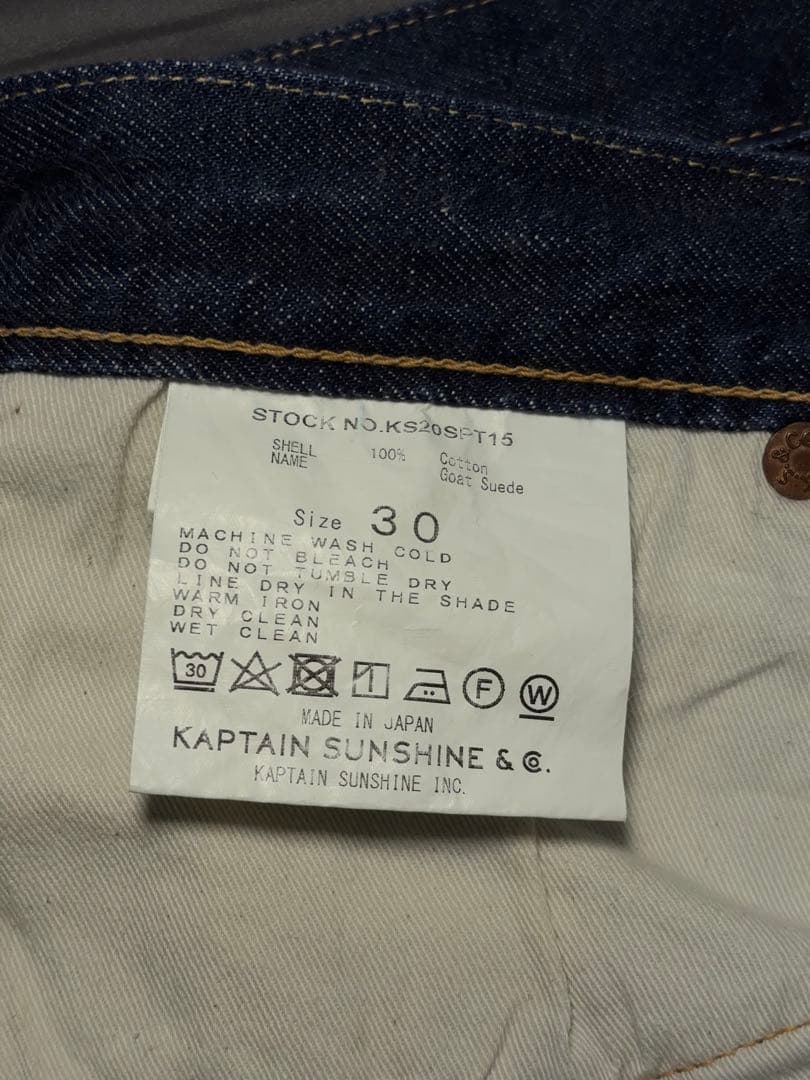 STOCK NO.KS20SPT15
SHELL 100% Cotton
NAME Goat Suede
Size 30
MACHINE WASH COLD
DO NOT BLEACH
DO NOT TUMBLE DRY
LINE DRY IN THE SHADE
WARM IRON
DRY CLEAN
WET CLEAN
30 F W
MADE IN JAPAN
KAPTAIN SUNSHINE & Co.
KAPTAIN SUNSHINE INC.